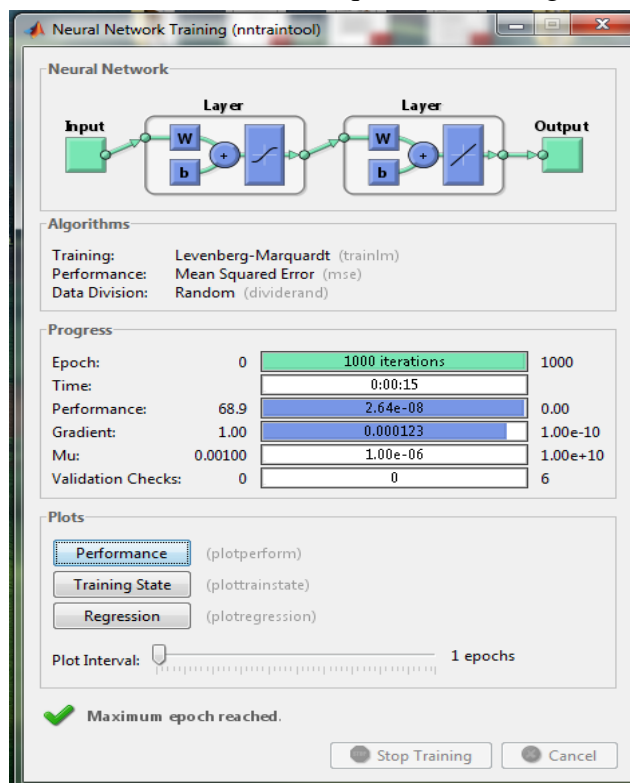 Neural Network Training (nntraintool)
Neural Network
Layer Layer
Input Output
W W
+ +
b b
Algorithms
Training: Levenberg-Marquardt (trainlm)
Performance: Mean Squared Error (mse)
Data Division: Random (dividerand)
Progress
Epoch: 0 1000 iterations 1000
Time: 0:00:15
Performance: 68.9 2.64e-08 0.00
Gradient: 1.00 0.000123 1.00e-10
Mu: 0.00100 1.00e-06 1.00e+10
Validation Checks: 0 0 6
Plots
Performance (plotperform)
Training State (plottrainstate)
Regression (plotregression)
Plot Interval: 1 epochs
Maximum epoch reached.
Stop Training Cancel